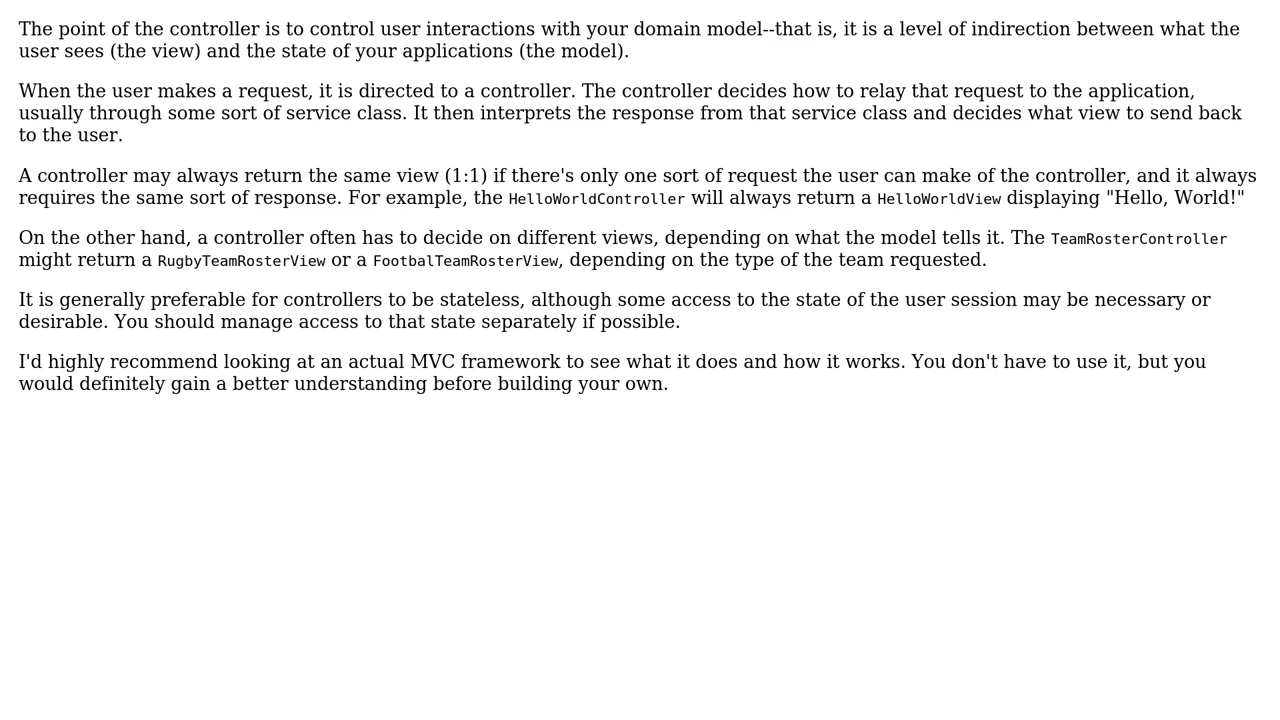 The point of the controller is to control user interactions with your domain model--that is, it is a level of indirection between what the
user sees (the view) and the state of your applications (the model).
When the user makes a request, it is directed to a controller. The controller decides how to relay that request to the application,
usually through some sort of service class. It then interprets the response from that service class and decides what view to send back
to the user.
A controller may always return the same view (1:1) if there's only one sort of request the user can make of the controller, and it always
requires the same sort of response. For example, the HelloWorldController will always return a HelloWorldView displaying "Hello, World!"
On the other hand, a controller often has to decide on different views, depending on what the model tells it. The TeamRosterController
might return a RugbyTeamRosterView or a FootbalTeamRosterView, depending on the type of the team requested.
It is generally preferable for controllers to be stateless, although some access to the state of the user session may be necessary or
desirable. You should manage access to that state separately if possible.
I'd highly recommend looking at an actual MVC framework to see what it does and how it works. You don't have to use it, but you
would definitely gain a better understanding before building your own.